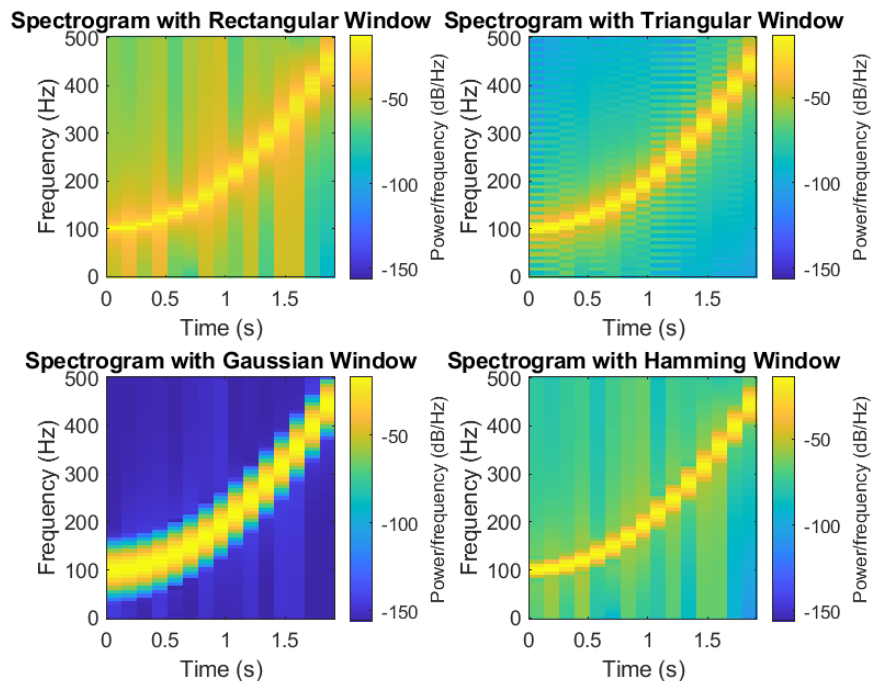 Spectrogram with Rectangular Window
500
400
300
200
100
0
Frequency (Hz)
0 0.5 1 1.5
Time (s)
-50
-100
-150
Power/frequency (dB/Hz)
Spectrogram with Triangular Window
500
400
300
200
100
0
Frequency (Hz)
0 0.5 1 1.5
Time (s)
-50
-100
-150
Power/frequency (dB/Hz)
Spectrogram with Gaussian Window
500
400
300
200
100
0
Frequency (Hz)
0 0.5 1 1.5
Time (s)
-50
-100
-150
Power/frequency (dB/Hz)
Spectrogram with Hamming Window
500
400
300
200
100
0
Frequency (Hz)
0 0.5 1 1.5
Time (s)
-50
-100
-150
Power/frequency (dB/Hz)